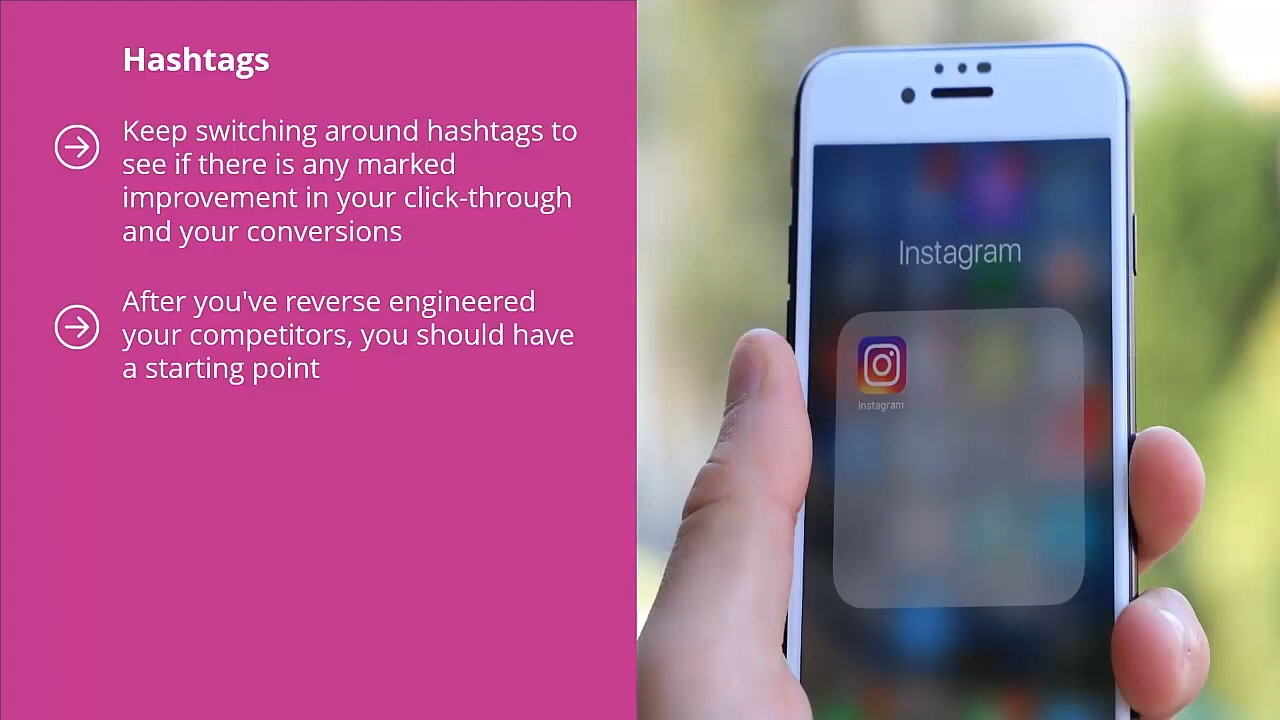 Hashtags
Keep switching around hashtags to
see if there is any marked
improvement in your click-through
and your conversions
After you've reverse engineered
your competitors, you should have
a starting point
Instagram
Instagram